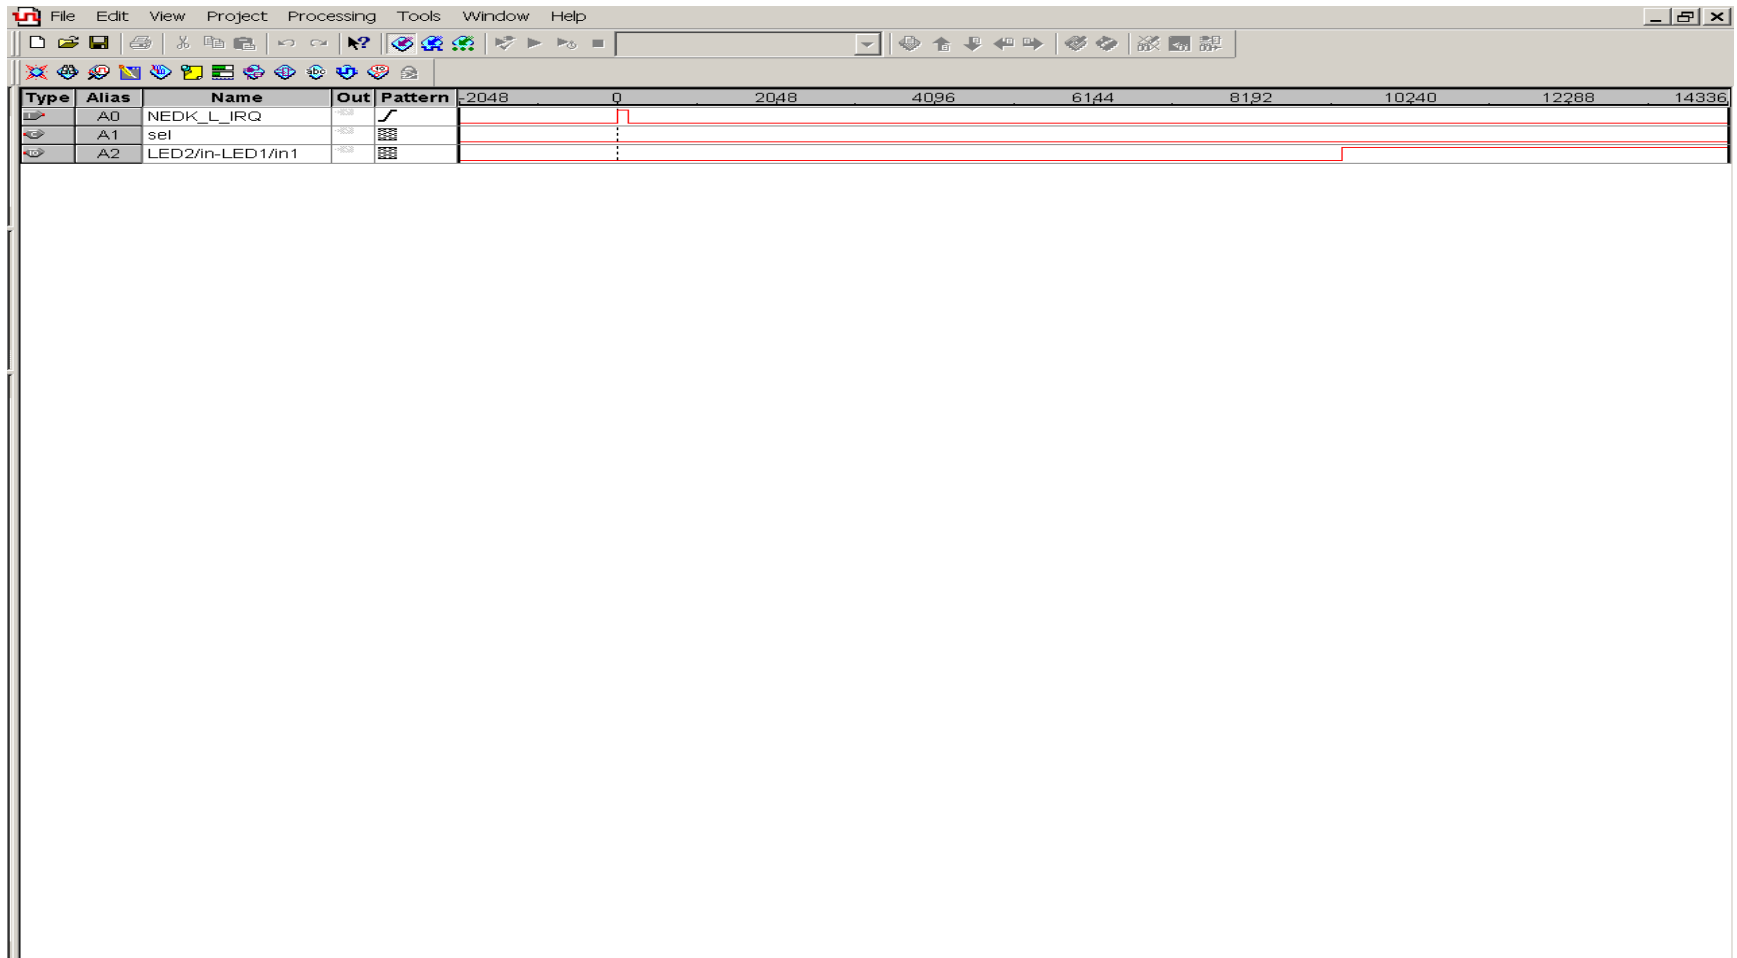 File Edit View Project Processing Tools Window Help
Type Alias Name Out Pattern -2048 0 2048 4096 6144 8192 10240 12288 14336
A0 NEDK_L_IRQ
A1 sel
A2 LED2/in-LED1/in1